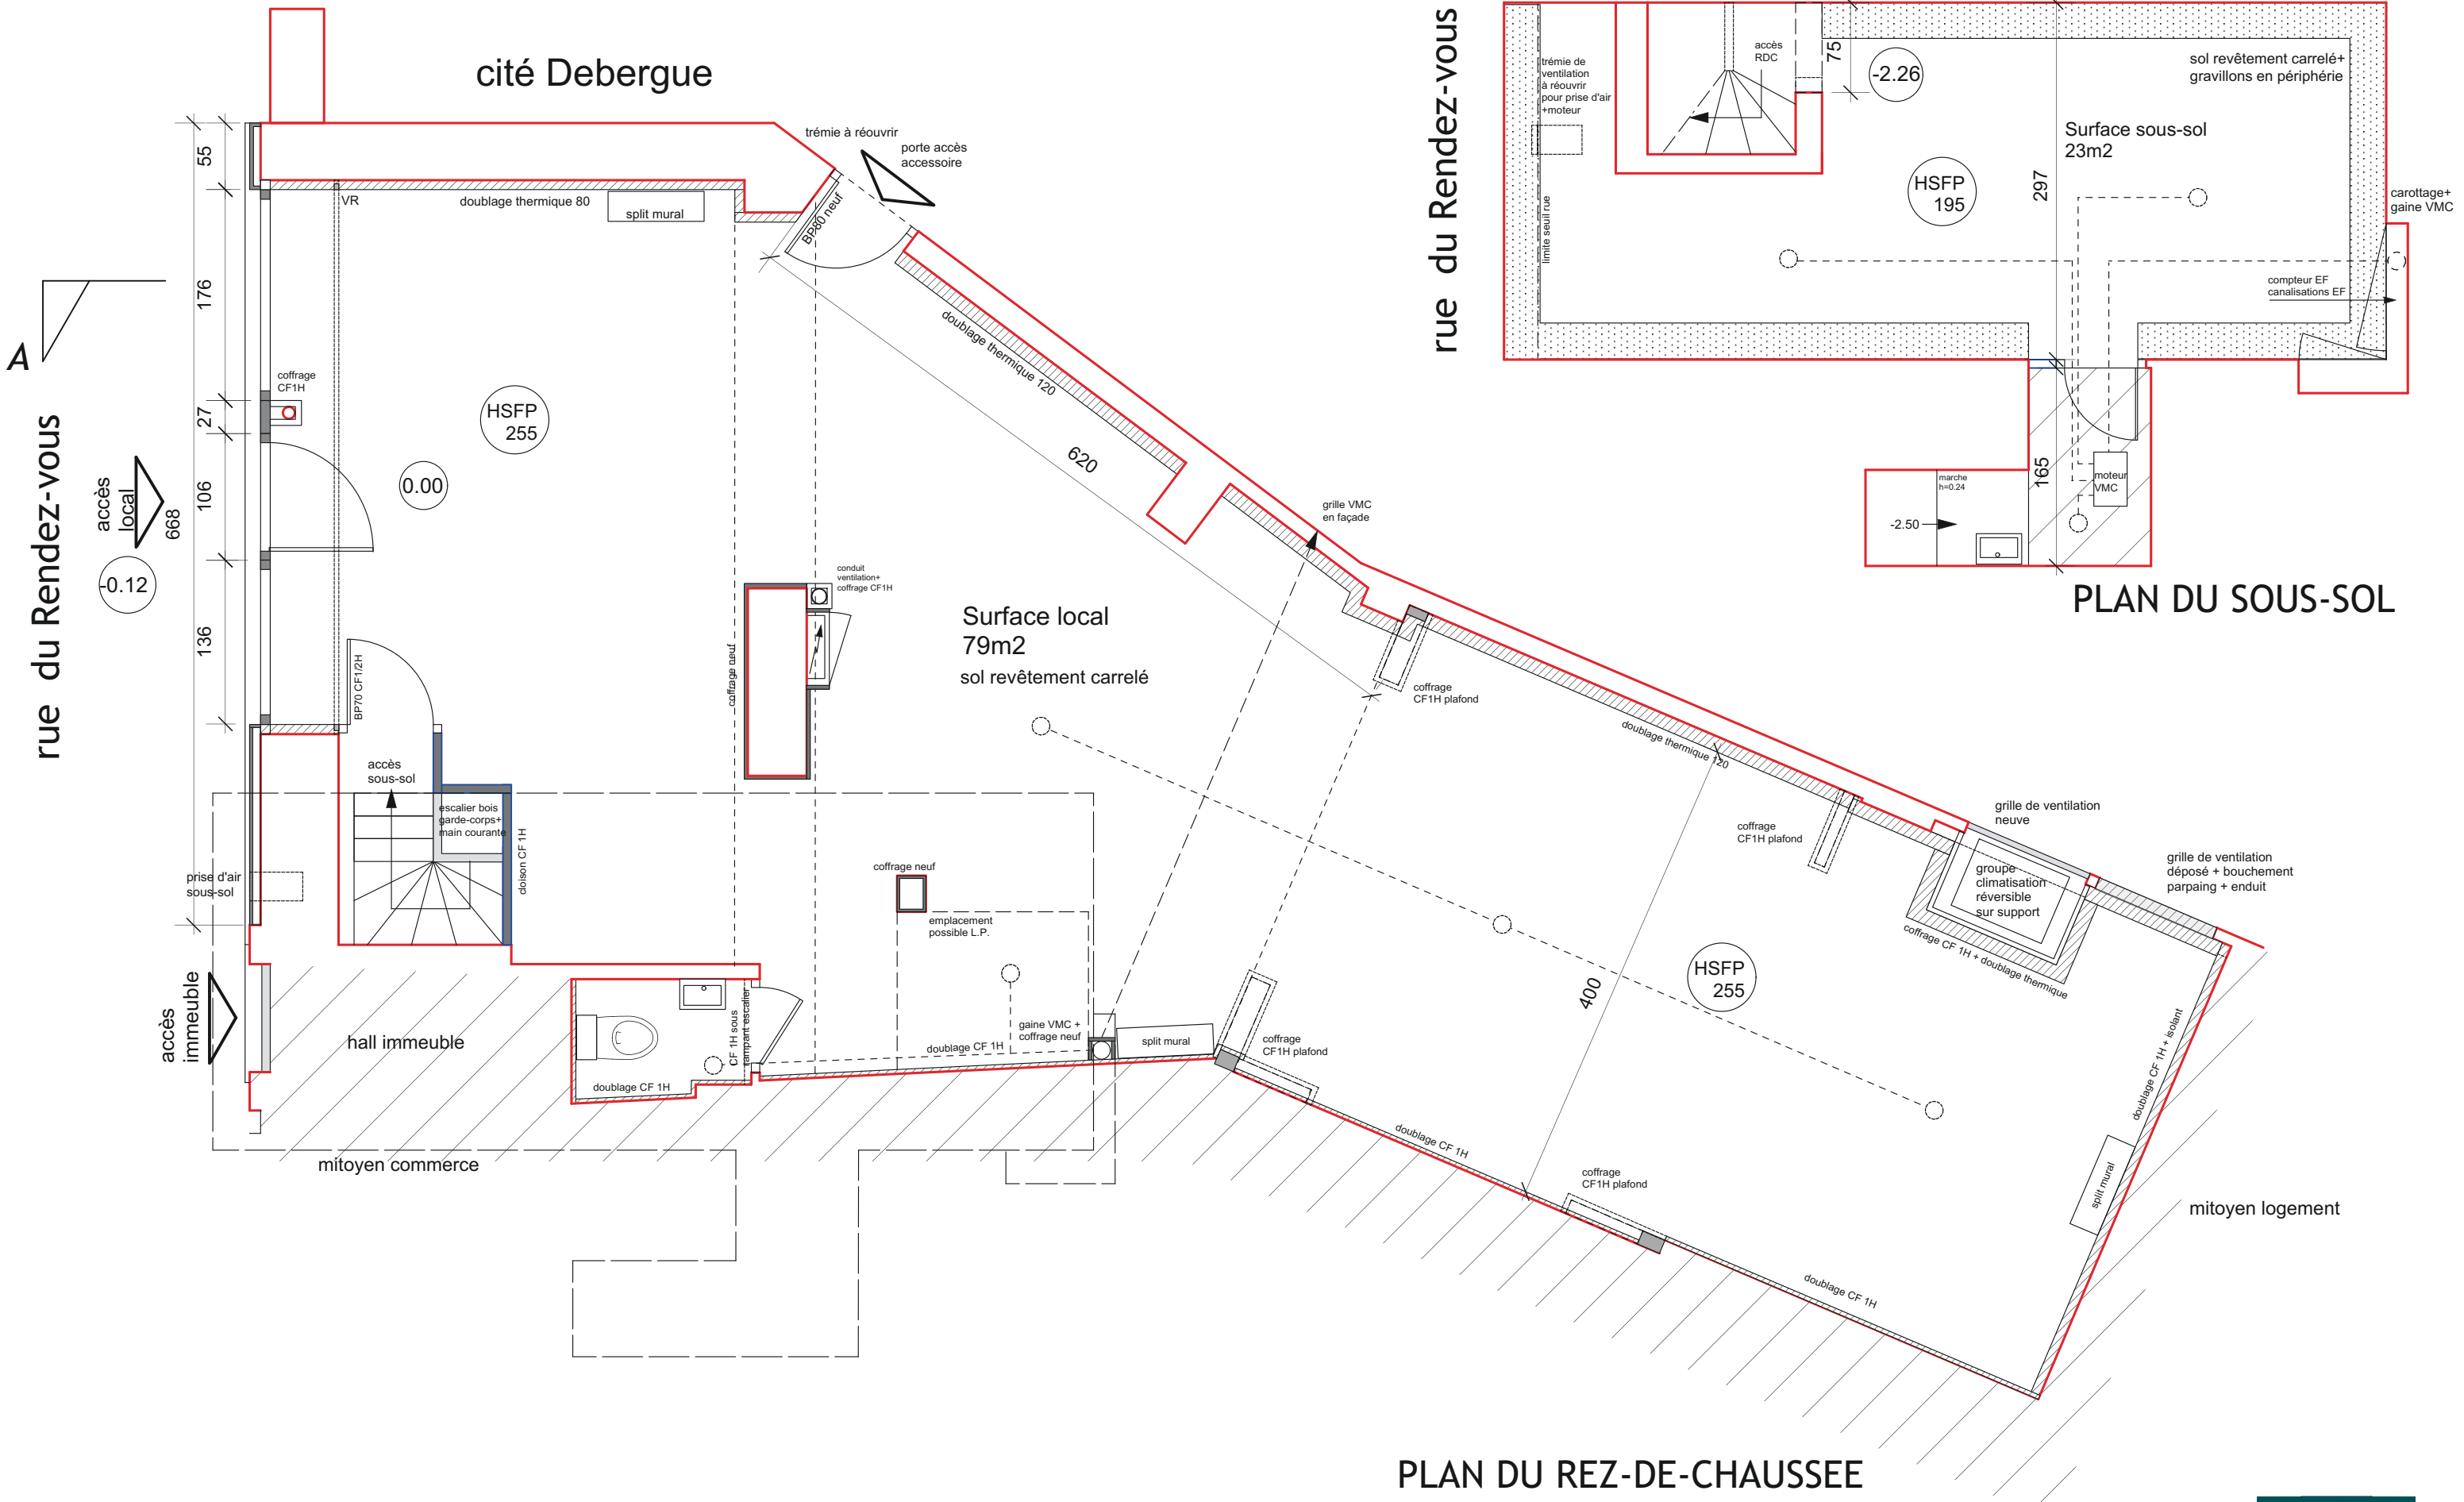 cité Debergue
trémie à réouvrir
porte accès
accessoire
BP80 neuf
VR
doublage thermique 80
split mural
55
176
27
106
136
668
A
rue du Rendez-vous
accès
local
-0.12
coffrage
CF1H
HSFP
255
0.00
doublage thermique 120
620
grille VMC
en façade
conduit
ventilation+
coffrage CF1H
coffrage neuf
Surface local
79m2
sol revêtement carrelé
BP70 CF1/2H
accès
sous-sol
escalier bois
garde-corps+
main courante
cloison CF 1H
prise d'air
sous-sol
coffrage neuf
emplacement
possible L.P.
coffrage
CF1H plafond
doublage thermique 120
coffrage
CF1H plafond
grille de ventilation
neuve
groupe
climatisation
réversible
sur support
grille de ventilation
déposé + bouchement
parpaing + enduit
coffrage CF 1H + doublage thermique
HSFP
255
400
accès
immeuble
hall immeuble
CF 1H sous
rampant escalier
doublage CF 1H
doublage CF 1H
gaine VMC +
coffrage neuf
split mural
coffrage
CF1H plafond
doublage CF 1H
coffrage
CF1H plafond
doublage CF 1H
doublage CF 1H + isolant
split mural
mitoyen commerce
mitoyen logement
PLAN DU REZ-DE-CHAUSSEE
rue du Rendez-vous
trémie de
ventilation
à réouvrir
pour prise d'air
+moteur
limite seuil rue
accès
RDC
75
-2.26
sol revêtement carrelé+
gravillons en périphérie
Surface sous-sol
23m2
HSFP
195
297
carottage+
gaine VMC
compteur EF
canalisations EF
165
moteur
VMC
marche
h=0.24
-2.50
PLAN DU SOUS-SOL